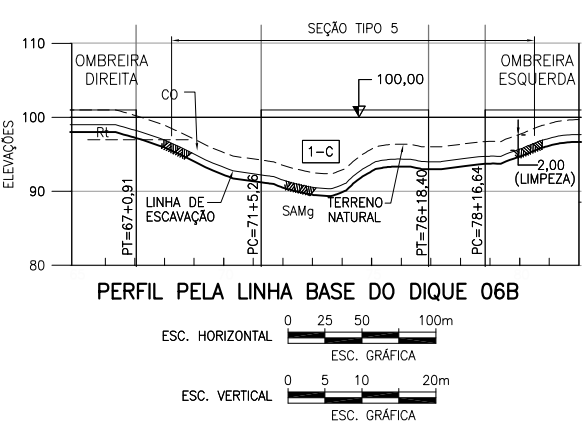 SEÇÃO TIPO 5
110
OMBREIRA
DIREITA
OMBREIRA
ESQUERDA
CO
100,00
100
Rt
ELEVAÇÕES
1-C
2,00
(LIMPEZA)
90
LINHA DE
ESCAVAÇÃO
SAMg
TERRENO
NATURAL
PT=67+0,91
PC=71+5,26
PT=76+18,40
PC=78+16,64
80
PERFIL PELA LINHA BASE DO DIQUE 06B
0 25 50 100m
ESC. HORIZONTAL
ESC. GRÁFICA
0 5 10 20m
ESC. VERTICAL
ESC. GRÁFICA